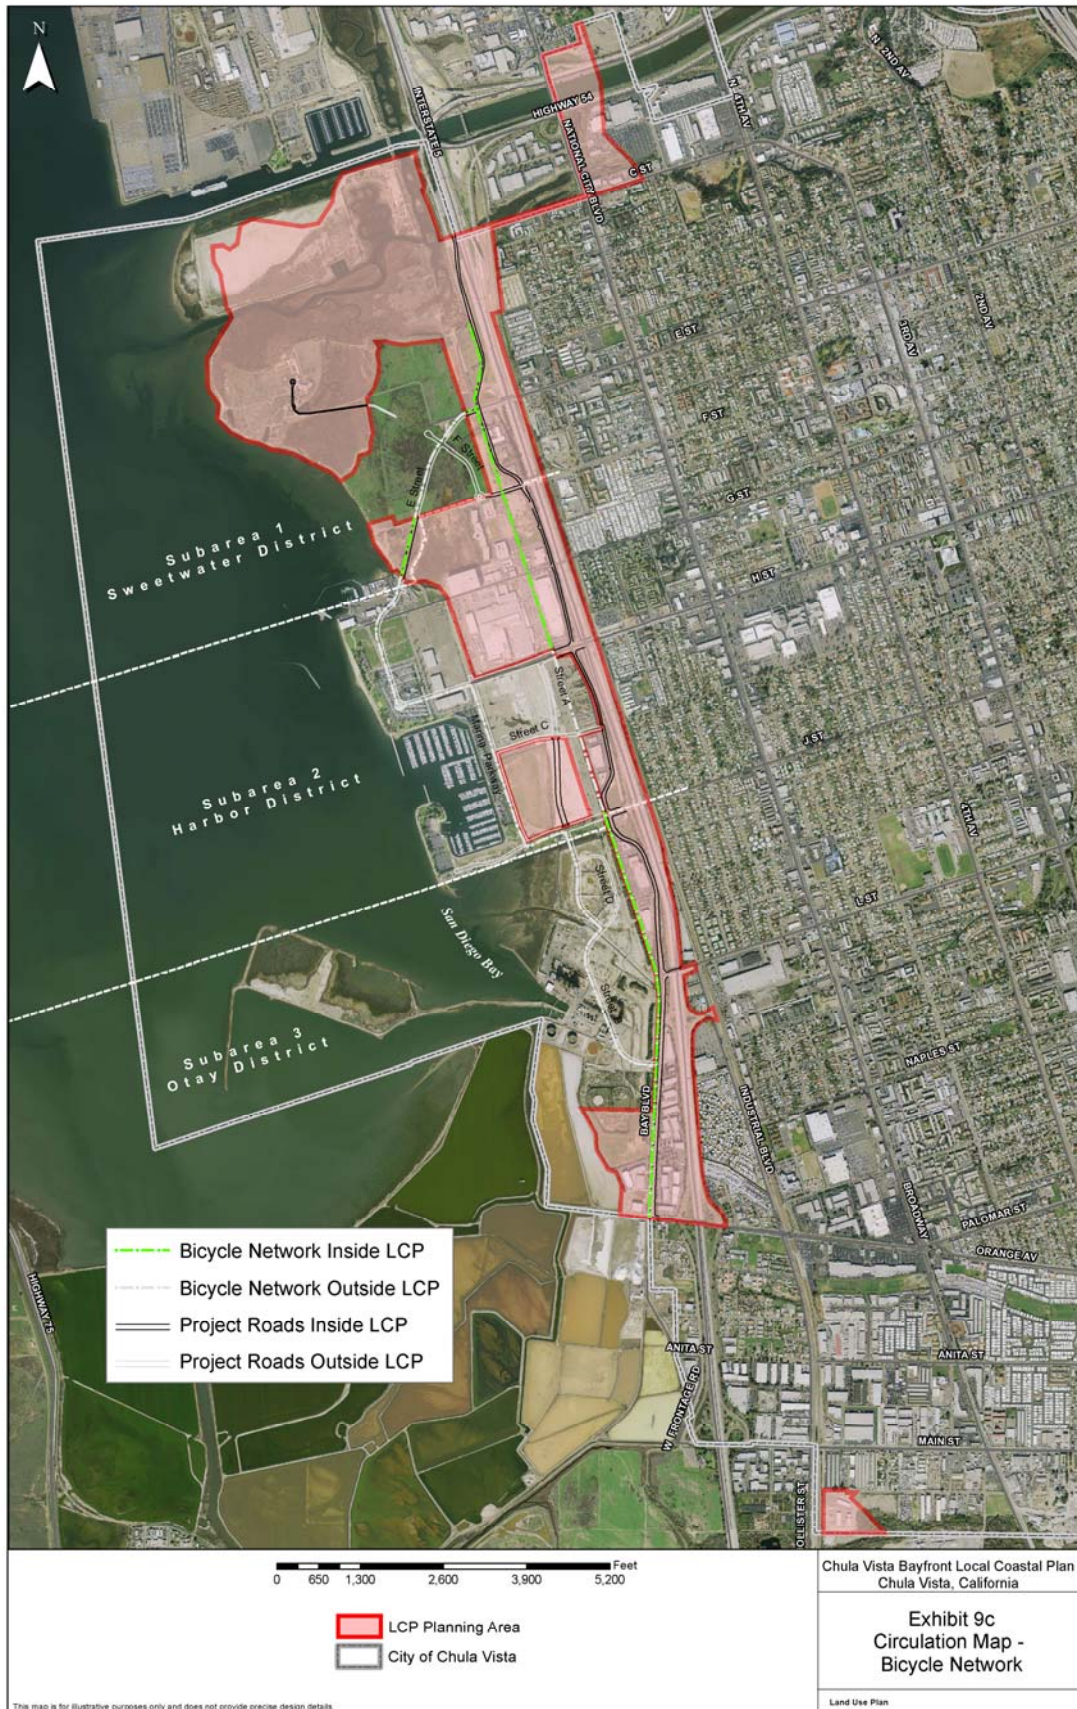 N
N. 2ND AV
N. 4TH AV
INTERSTATE 5
HIGHWAY 54
NATIONAL CITY BLVD
C ST
2ND AV
3RD AV
E ST
F ST
F Street
E Street
G ST
Subarea 1
Sweetwater District
H ST
Street A
Street C
Marina Parkway
J ST
Subarea 2
Harbor District
4TH AV
L ST
Street D
San Diego Bay
Street
Subarea 3
Otay District
NAPLES ST
BAY BLVD
INDUSTRIAL BLVD
BROADWAY
PALOMAR ST
ORANGE AV
HIGHWAY 75
Bicycle Network Inside LCP
Bicycle Network Outside LCP
Project Roads Inside LCP
Project Roads Outside LCP
ANITA ST
ANITA ST
W FRONTAGE RD
MAIN ST
OLLISTER ST
Feet
0 650 1,300 2,600 3,900 5,200
LCP Planning Area
City of Chula Vista
Chula Vista Bayfront Local Coastal Plan
Chula Vista, California
Exhibit 9c
Circulation Map -
Bicycle Network
Land Use Plan
This map is for illustrative purposes only and does not provide precise design details.